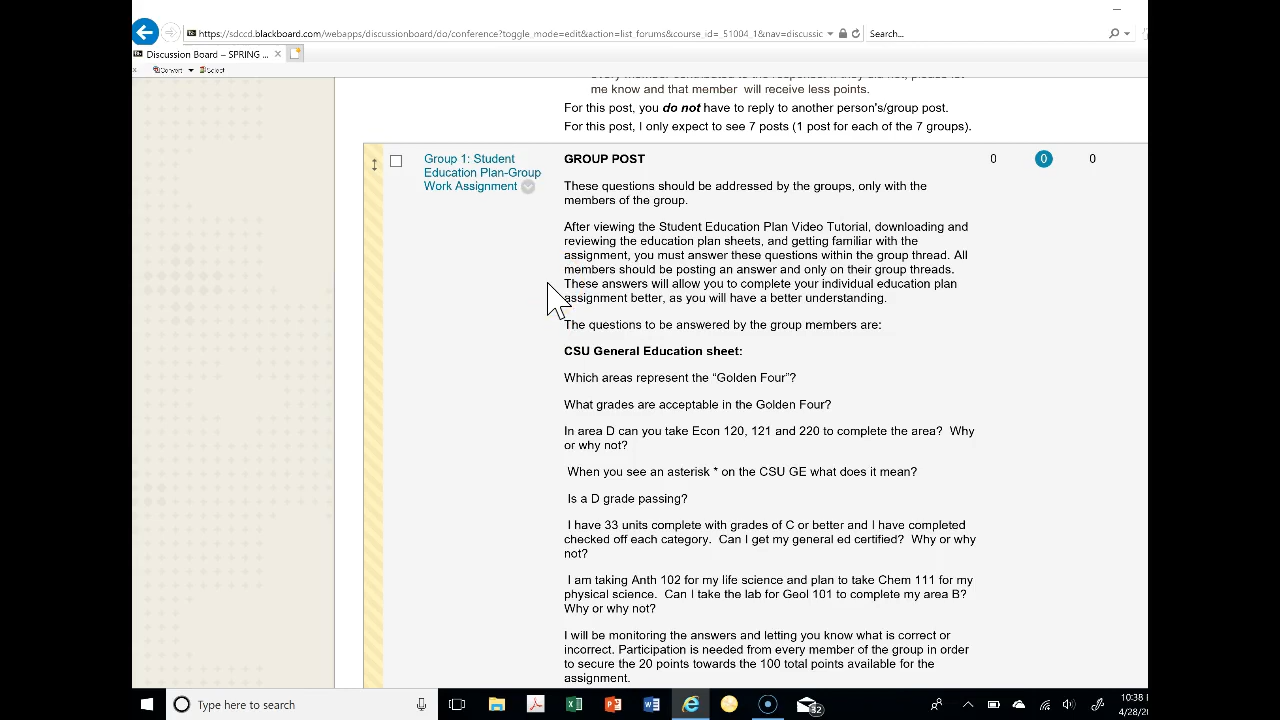 https://sdccd.blackboard.com/webapps/discussionboard/do/conference?toggle_mode=edit&action=list_forums&course_id=_51004_1&nav=discussic
Search...
Discussion Board – SPRING ...
Convert
Select
me know and that member will receive less points.
For this post, you do not have to reply to another person's/group post.
For this post, I only expect to see 7 posts (1 post for each of the 7 groups).
Group 1: Student
Education Plan-Group
Work Assignment
GROUP POST
0
0
0
These questions should be addressed by the groups, only with the
members of the group.
After viewing the Student Education Plan Video Tutorial, downloading and
reviewing the education plan sheets, and getting familiar with the
assignment, you must answer these questions within the group thread. All
members should be posting an answer and only on their group threads.
These answers will allow you to complete your individual education plan
assignment better, as you will have a better understanding.
The questions to be answered by the group members are:
CSU General Education sheet:
Which areas represent the “Golden Four”?
What grades are acceptable in the Golden Four?
In area D can you take Econ 120, 121 and 220 to complete the area? Why
or why not?
When you see an asterisk * on the CSU GE what does it mean?
Is a D grade passing?
I have 33 units complete with grades of C or better and I have completed
checked off each category. Can I get my general ed certified? Why or why
not?
I am taking Anth 102 for my life science and plan to take Chem 111 for my
physical science. Can I take the lab for Geol 101 to complete my area B?
Why or why not?
I will be monitoring the answers and letting you know what is correct or
incorrect. Participation is needed from every member of the group in order
to secure the 20 points towards the 100 total points available for the
assignment.
Type here to search
32
10:38
4/28/2